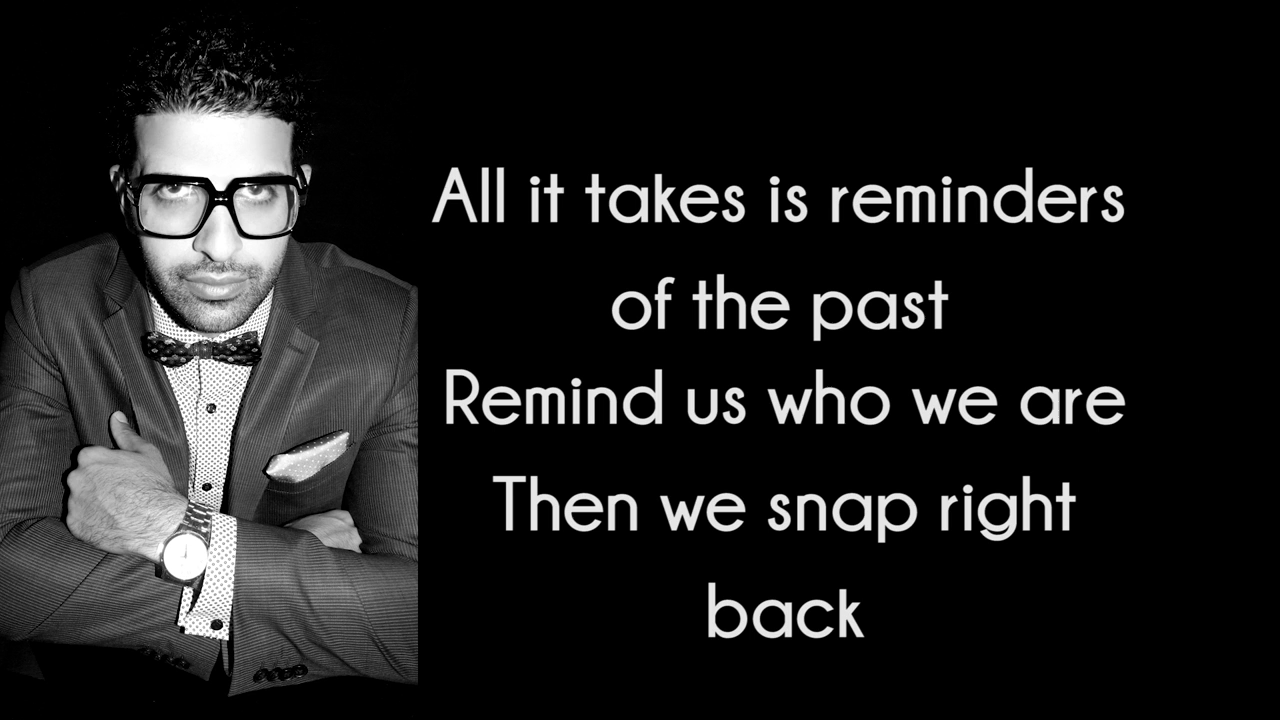 All it takes is reminders
of the past
Remind us who we are
Then we snap right
back